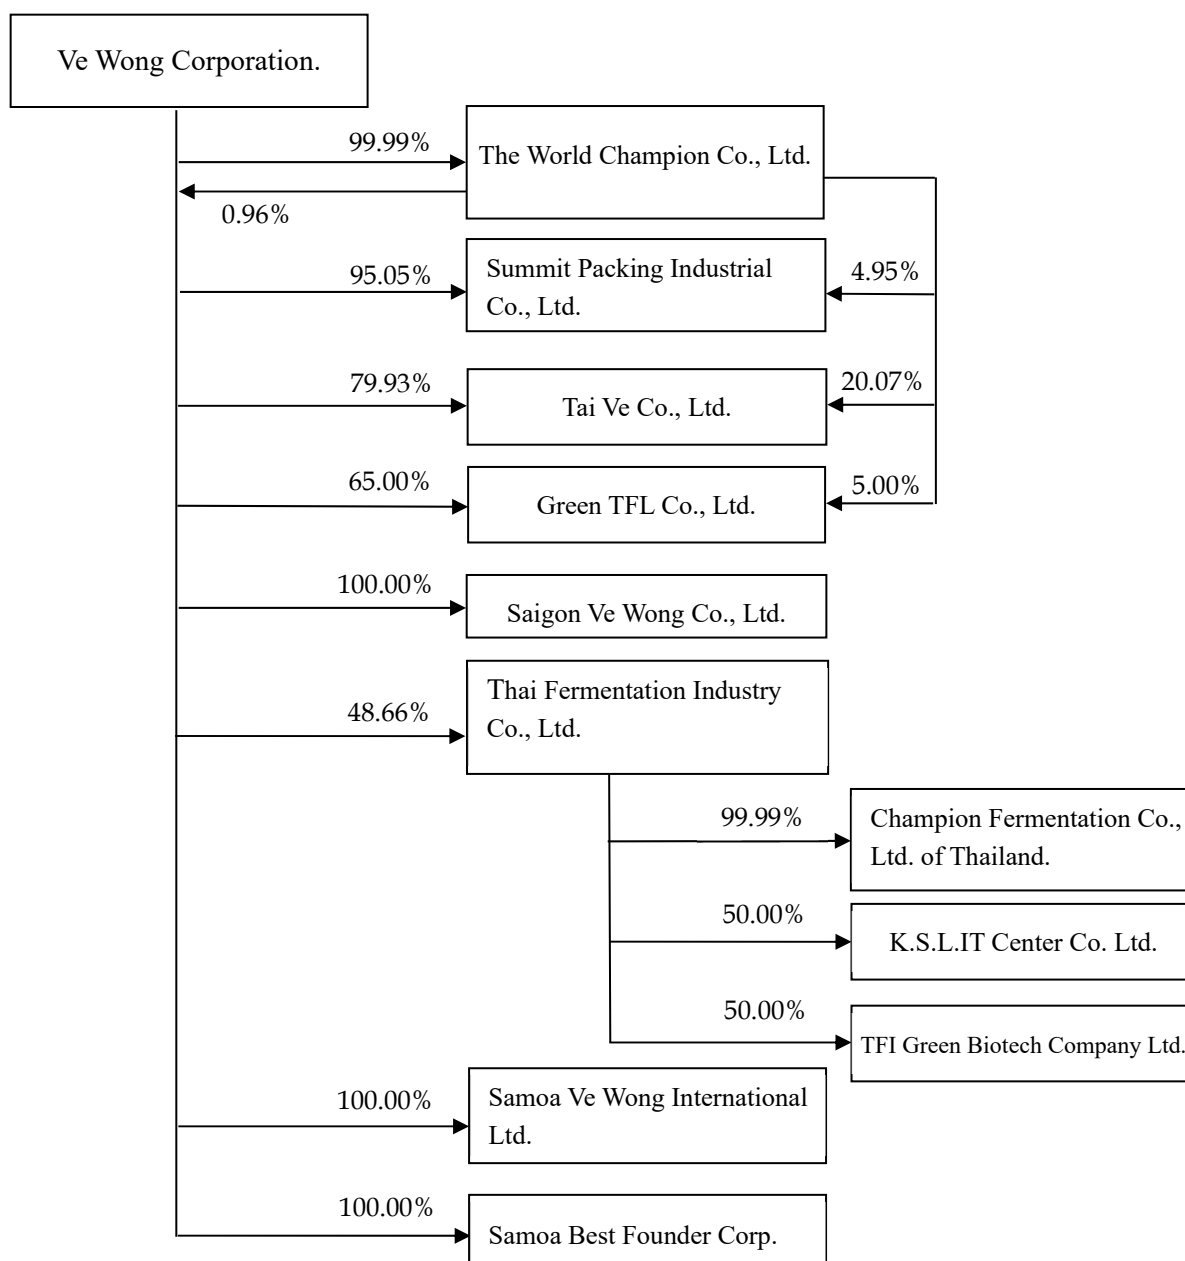 Ve Wong Corporation.
99.99%
The World Champion Co., Ltd.
0.96%
95.05%
Summit Packing Industrial
Co., Ltd.
4.95%
79.93%
Tai Ve Co., Ltd.
20.07%
65.00%
Green TFL Co., Ltd.
5.00%
100.00%
Saigon Ve Wong Co., Ltd.
48.66%
Thai Fermentation Industry
Co., Ltd.
99.99%
Champion Fermentation Co.,
Ltd. of Thailand.
50.00%
K.S.L.IT Center Co. Ltd.
50.00%
TFI Green Biotech Company Ltd.
100.00%
Samoa Ve Wong International
Ltd.
100.00%
Samoa Best Founder Corp.